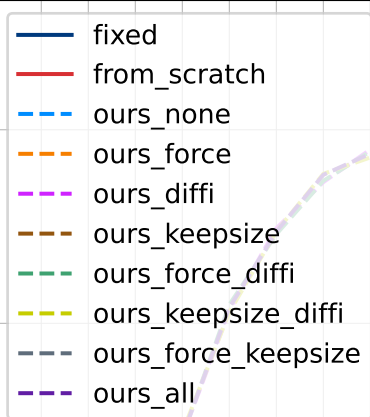 fixed
from_scratch
ours_none
ours_force
ours_diffi
ours_keepsize
ours_force_diffi
ours_keepsize_diffi
ours_force_keepsize
ours_all